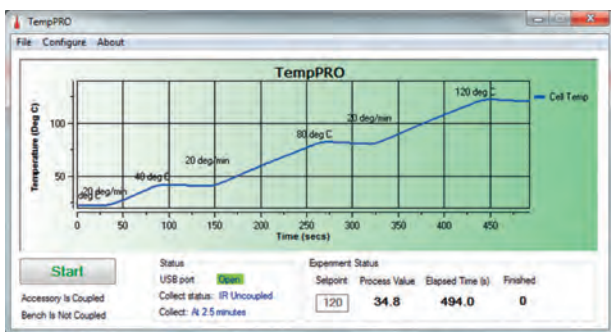 TempPRO
File Configure About
TempPRO
120 deg C
Cell Temp
20 deg/min
80 deg C
20 deg/min
40 deg C
20 deg/min
deg C
Temperature (Deg C)
100
50
0 50 100 150 200 250 300 350 400 450
Time (secs)
Start
Accessory Is Coupled
Bench Is Not Coupled
Status
USB port Open
Collect status: IR Uncoupled
Collect: At 2.5 minutes
Experiment Status
Setpoint Process Value Elapsed Time (s) Finished
120 34.8 494.0 0